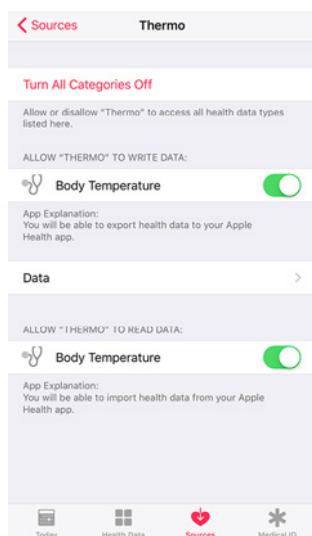 Sources
Thermo
Turn All Categories Off
Allow or disallow "Thermo" to access all health data types
listed here.
ALLOW "THERMO" TO WRITE DATA:
Body Temperature
App Explanation:
You will be able to export health data to your Apple
Health app.
Data
ALLOW "THERMO" TO READ DATA:
Body Temperature
App Explanation:
You will be able to import health data from your Apple
Health app.
Today
Health Data
Sources
Medical ID